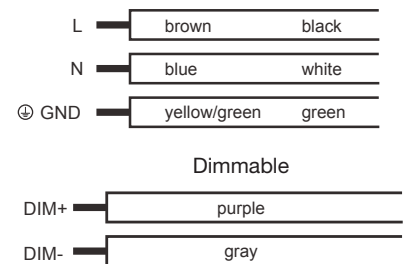 L brown black
N blue white
⏚ GND yellow/green green
Dimmable
DIM+ purple
DIM- gray